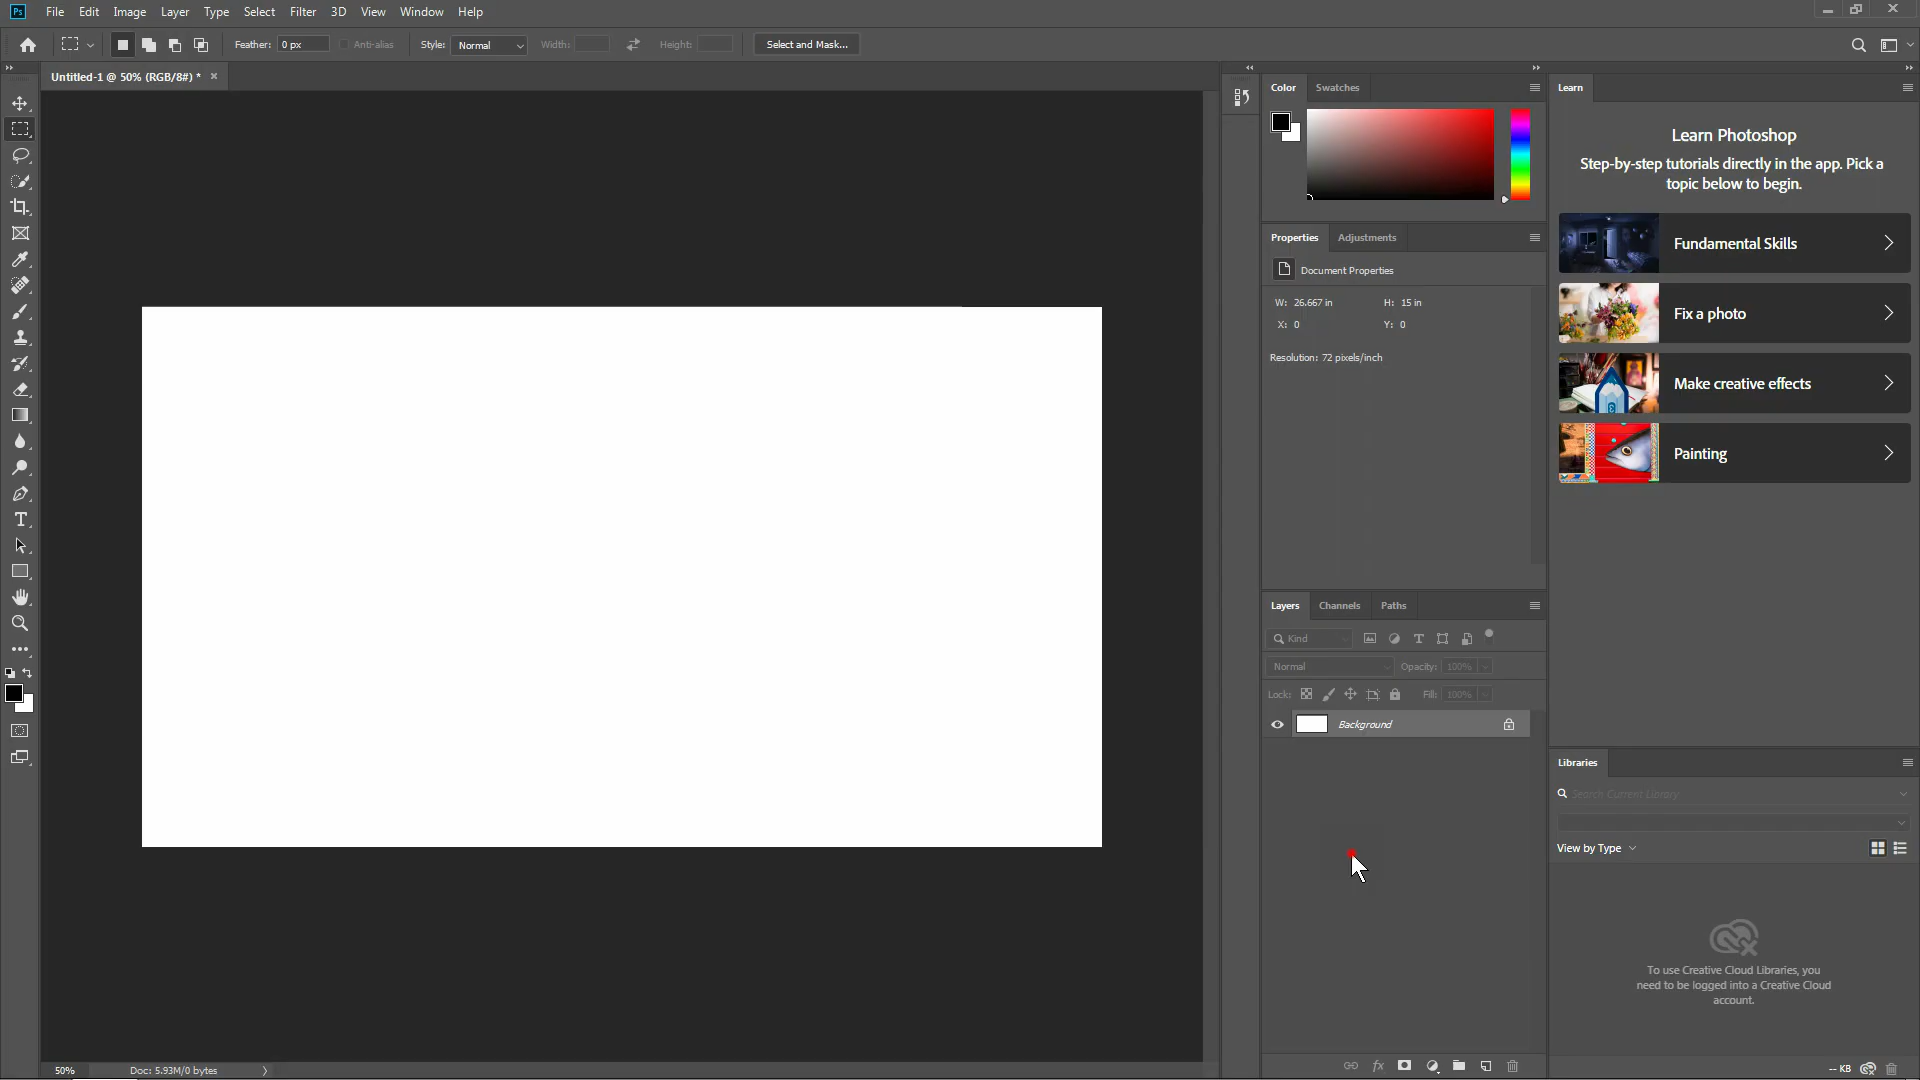 Ps File Edit Image Layer Type Select Filter 3D View Window Help
Feather: 0 px Anti-alias Style: Normal Width: Height: Select and Mask...
Untitled-1 @ 50% (RGB/8#) *
Color Swatches
Learn
Learn Photoshop
Step-by-step tutorials directly in the app. Pick a
topic below to begin.
Fundamental Skills
Fix a photo
Make creative effects
Painting
Properties Adjustments
Document Properties
W: 26.667 in H: 15 in
X: 0 Y: 0
Resolution: 72 pixels/inch
Layers Channels Paths
Kind
Normal Opacity: 100%
Lock: Fill: 100%
Background
Libraries
Search Current Library
View by Type
To use Creative Cloud Libraries, you
need to be logged into a Creative Cloud
account.
50% Doc: 5.93M/0 bytes
fx
-- KB